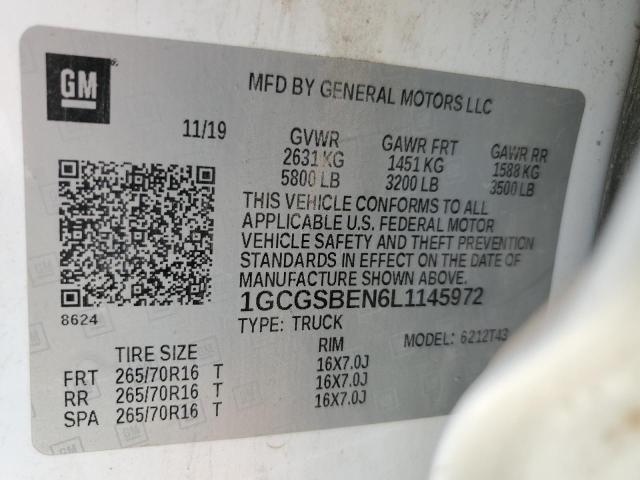 GM
MFD BY GENERAL MOTORS LLC
11/19
GVWR GAWR FRT GAWR RR
2631 KG 1451 KG 1588 KG
5800 LB 3200 LB 3500 LB
THIS VEHICLE CONFORMS TO ALL
APPLICABLE U.S. FEDERAL MOTOR
VEHICLE SAFETY AND THEFT PREVENTION
STANDARDS IN EFFECT ON THE DATE OF
MANUFACTURE SHOWN ABOVE.
8624
1GCGSBEN6L1145972
TYPE: TRUCK MODEL: 6212T43
TIRE SIZE RIM
FRT 265/70R16 T 16X7.0J
RR 265/70R16 T 16X7.0J
SPA 265/70R16 T 16X7.0J